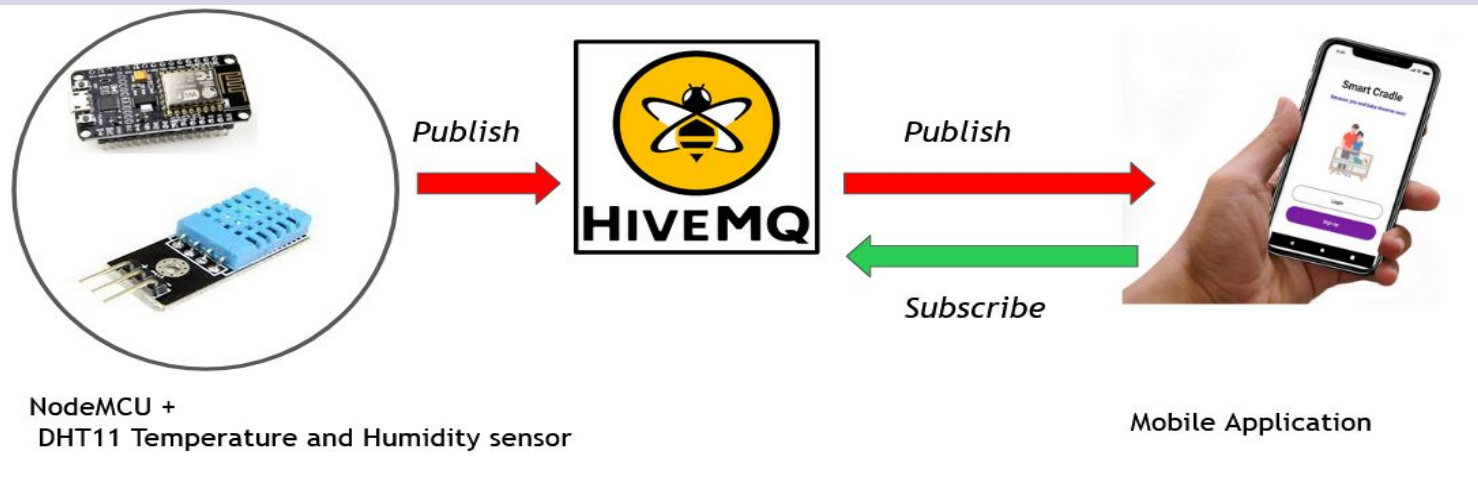 Publish
HIVEMQ
Publish
Subscribe
Smart Cradle
Login
Sign Up
NodeMCU +
DHT11 Temperature and Humidity sensor
Mobile Application